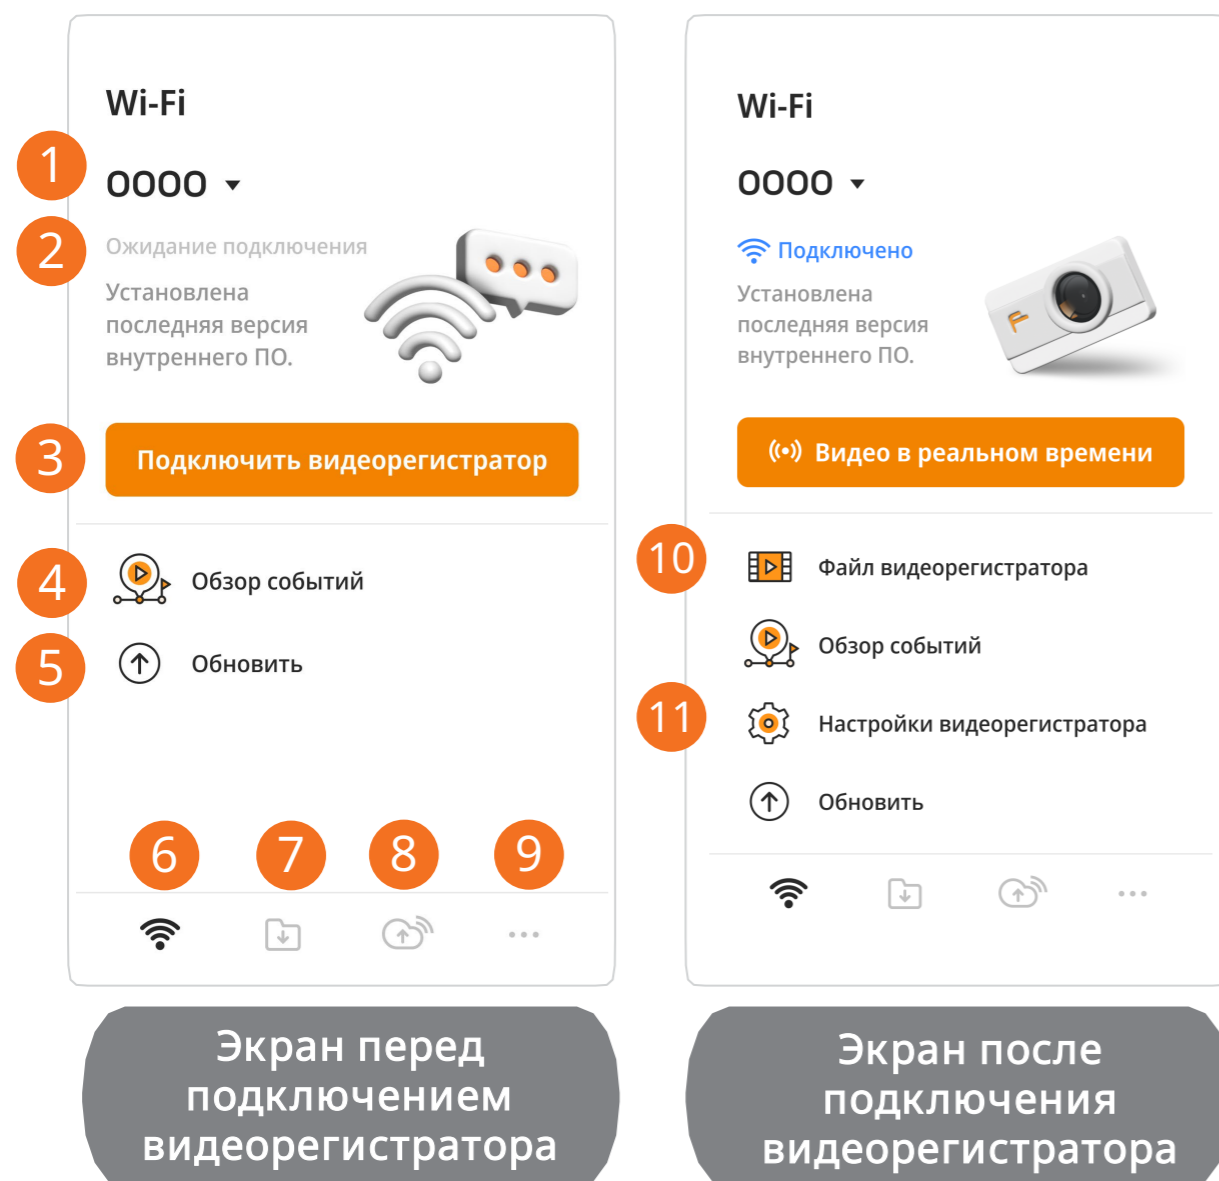 Wi-Fi
1
OOOO
2
Ожидание подключения
Установлена
последняя версия
внутреннего ПО.
3
Подключить видеорегистратор
4
Обзор событий
5
Обновить
6
7
8
9
Экран перед
подключением
видеорегистратора
Wi-Fi
OOOO
Подключено
Установлена
последняя версия
внутреннего ПО.
Видео в реальном времени
10
Файл видеорегистратора
Обзор событий
11
Настройки видеорегистратора
Обновить
Экран после
подключения
видеорегистратора